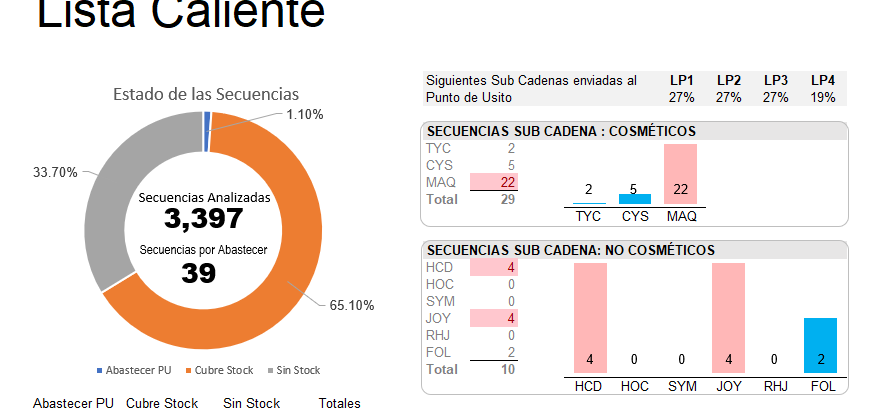 Lista Caliente
Estado de las Secuencias
1.10%
33.70%
65.10%
Secuencias Analizadas
3,397
Secuencias por Abastecer
39
Abastecer PU Cubre Stock Sin Stock
Abastecer PU Cubre Stock Sin Stock Totales
Siguientes Sub Cadenas enviadas al LP1 LP2 LP3 LP4
Punto de Usito 27% 27% 27% 19%
SECUENCIAS SUB CADENA : COSMÉTICOS
TYC 2
CYS 5
MAQ 22
Total 29
2 5 22
TYC CYS MAQ
SECUENCIAS SUB CADENA: NO COSMÉTICOS
HCD 4
HOC 0
SYM 0
JOY 4
RHJ 0
FOL 2
Total 10
4 0 0 4 0 2
HCD HOC SYM JOY RHJ FOL